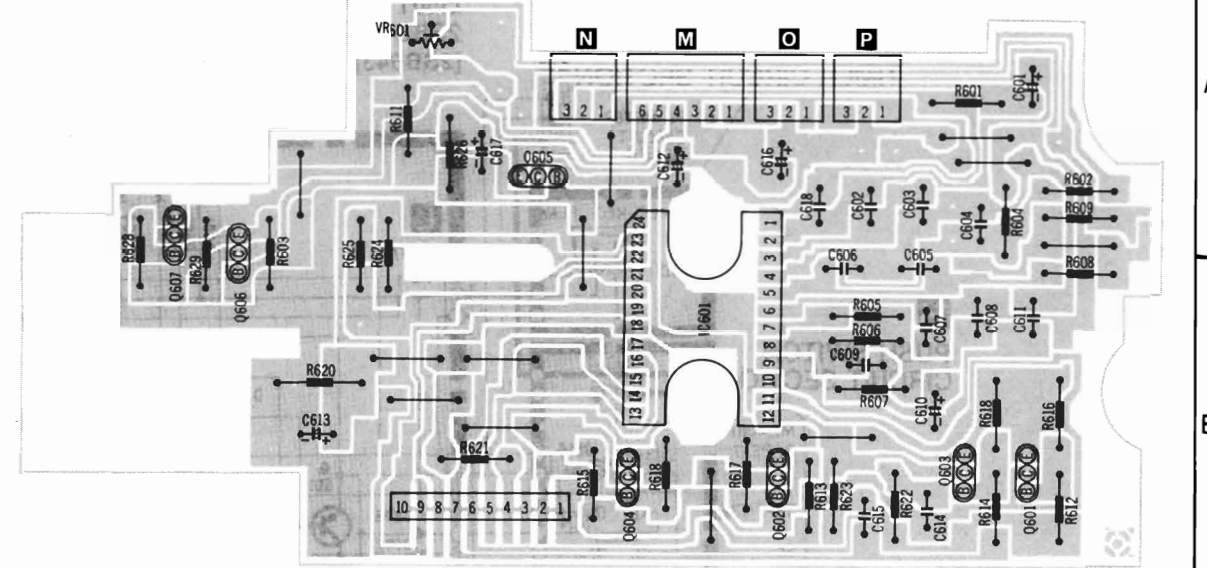 VR601
N M O P
3 2 1 6 5 4 3 2 1 3 2 1 3 2 1
R601 C601
R611
R626 C617 Q605 C612 C616
E C B
R602
R628 Q607 R629 Q606 R603 R625 R624 C618 C602 C603 C604 R604 R609
B C E B C E
24 23 22 21 20 19 18 17 16 15 14 13
1 2 3 4 5 6 7 8 9 10 11 12
IC601
C606 C605 R608
R605 C607 C608 C611
R606
C609
R620 R607 C610 R618 R616
C613
R621
R615 Q604 R618 R617 Q602 R613 R623 C615 R622 C614 Q603 R614 Q601 R612
B C E B C E B C E B C E
10 9 8 7 6 5 4 3 2 1